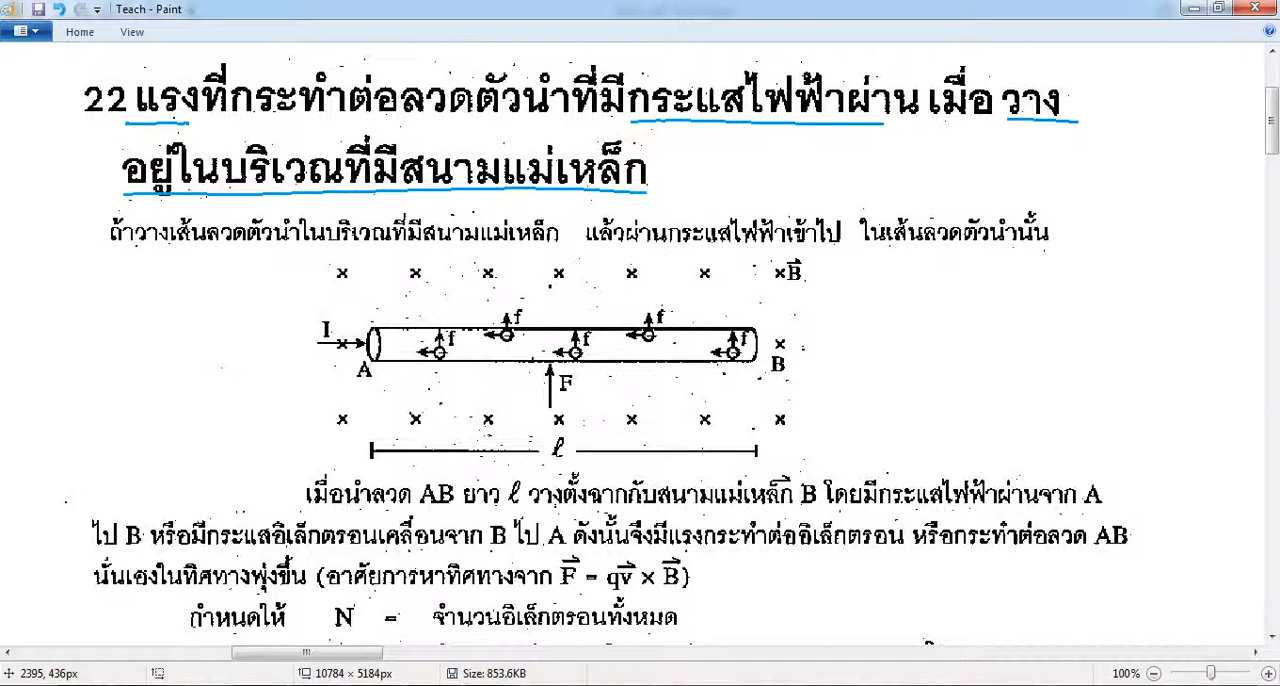 Teach - Paint
Home View
22 แรงที่กระทำต่อลวดตัวนำที่มีกระแสไฟฟ้าผ่าน เมื่อ วาง
อยู่ในบริเวณที่มีสนามแม่เหล็ก
ถ้าวางเส้นลวดตัวนำในบริเวณที่มีสนามแม่เหล็ก แล้วผ่านกระแสไฟฟ้าเข้าไป ในเส้นลวดตัวนำนั้น
× × × × × × ×B⃗
I f f f f f
× ×
A F B
× × × × × × ×
ℓ
เมื่อนำลวด AB ยาว ℓ วางตั้งฉากกับสนามแม่เหล็ก B⃗ โดยมีกระแสไฟฟ้าผ่านจาก A
ไป B หรือมีกระแสอิเล็กตรอนเคลื่อนจาก B ไป A ดังนั้นจึงมีแรงกระทำต่ออิเล็กตรอน หรือกระทำต่อลวด AB
นั่นเองในทิศทางพุ่งขึ้น (อาศัยการหาทิศทางจาก F⃗ = qv⃗ × B⃗)
กำหนดให้ N = จำนวนอิเล็กตรอนทั้งหมด
2395, 436px 10784 × 5184px Size: 853.6KB 100%